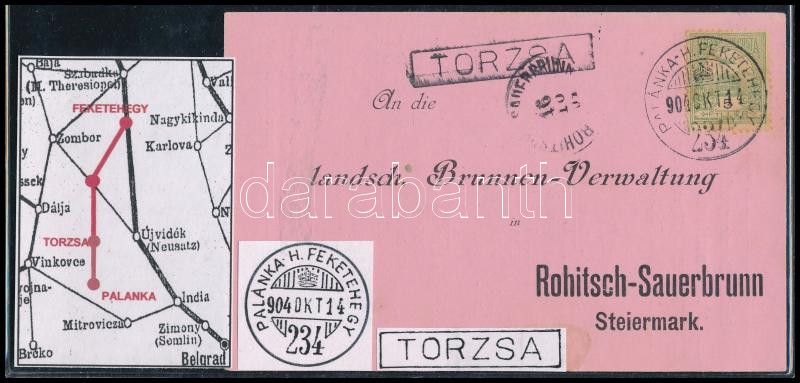 Baja
Szabadka
(M. Theresiopel)
FEKETEHEGY
Nagykikinda
Zombor
Karlova
Dálja
Újvidék
(Neusatz)
TORZSA
Vinkovce
PALANKA
India
Mitrovicza
Zimony
(Semlin)
Brčko
Belgrad
TORZSA
PALÁNKA-H.FEKETEHEGY
904 OKT 14
234
An die
landsch. Brunnen-Verwaltung
in
Rohitsch-Sauerbrunn
Steiermark.
PALÁNKA-H.FEKETEHEGY
904 OKT 14
234
TORZSA
darabanth